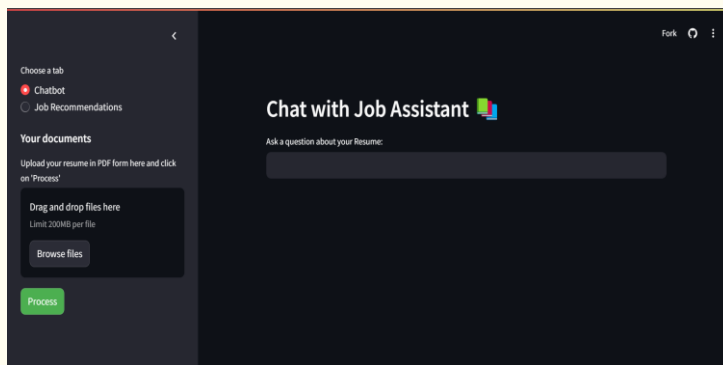 Fork
Choose a tab
Chatbot
Job Recommendations
Your documents
Upload your resume in PDF form here and click
on 'Process'
Drag and drop files here
Limit 200MB per file
Browse files
Process
Chat with Job Assistant
Ask a question about your Resume: